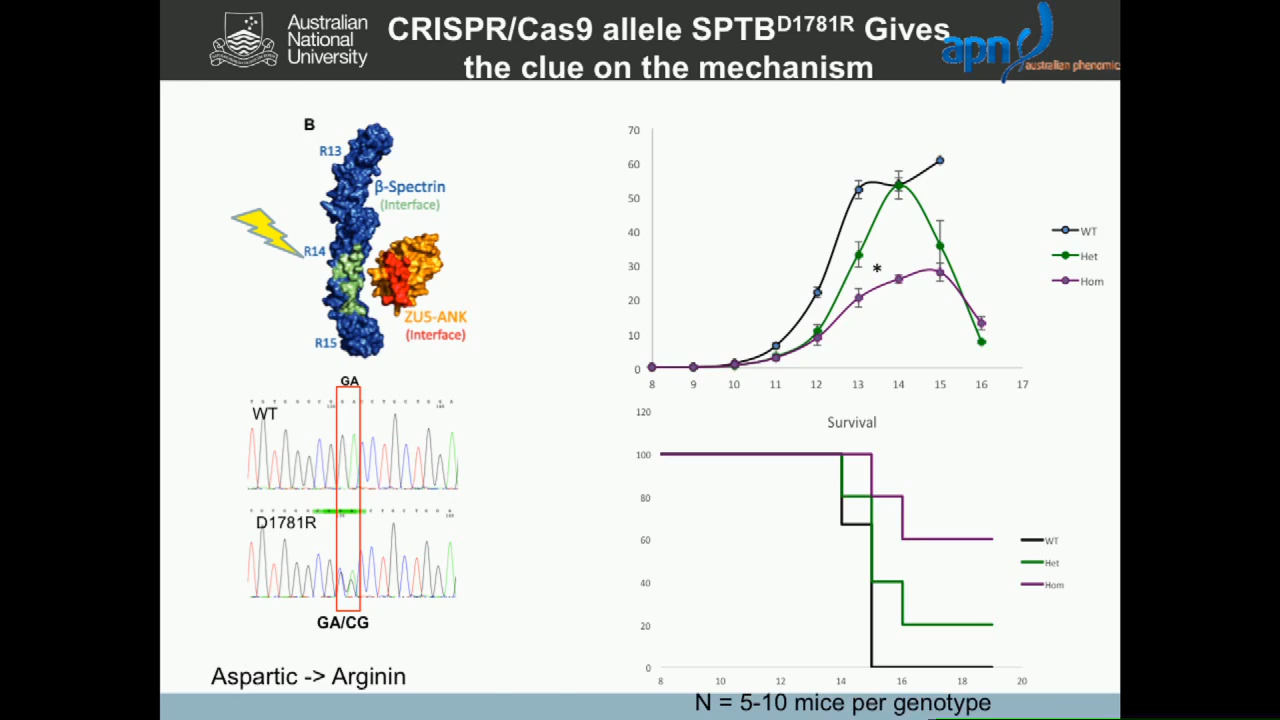 Australian
National
University
CRISPR/Cas9 allele SPTBD1781R Gives
the clue on the mechanism
apn
australian phenomic
B
R13
β-Spectrin
(Interface)
R14
ZU5-ANK
(Interface)
R15
GA
WT
D1781R
GA/CG
Aspartic -> Arginin
70
60
50
40
30
20
10
0
8 9 10 11 12 13 14 15 16 17
*
WT
Het
Hom
Survival
120
100
80
60
40
20
0
8 10 12 14 16 18 20
WT
Het
Hom
N = 5-10 mice per genotype